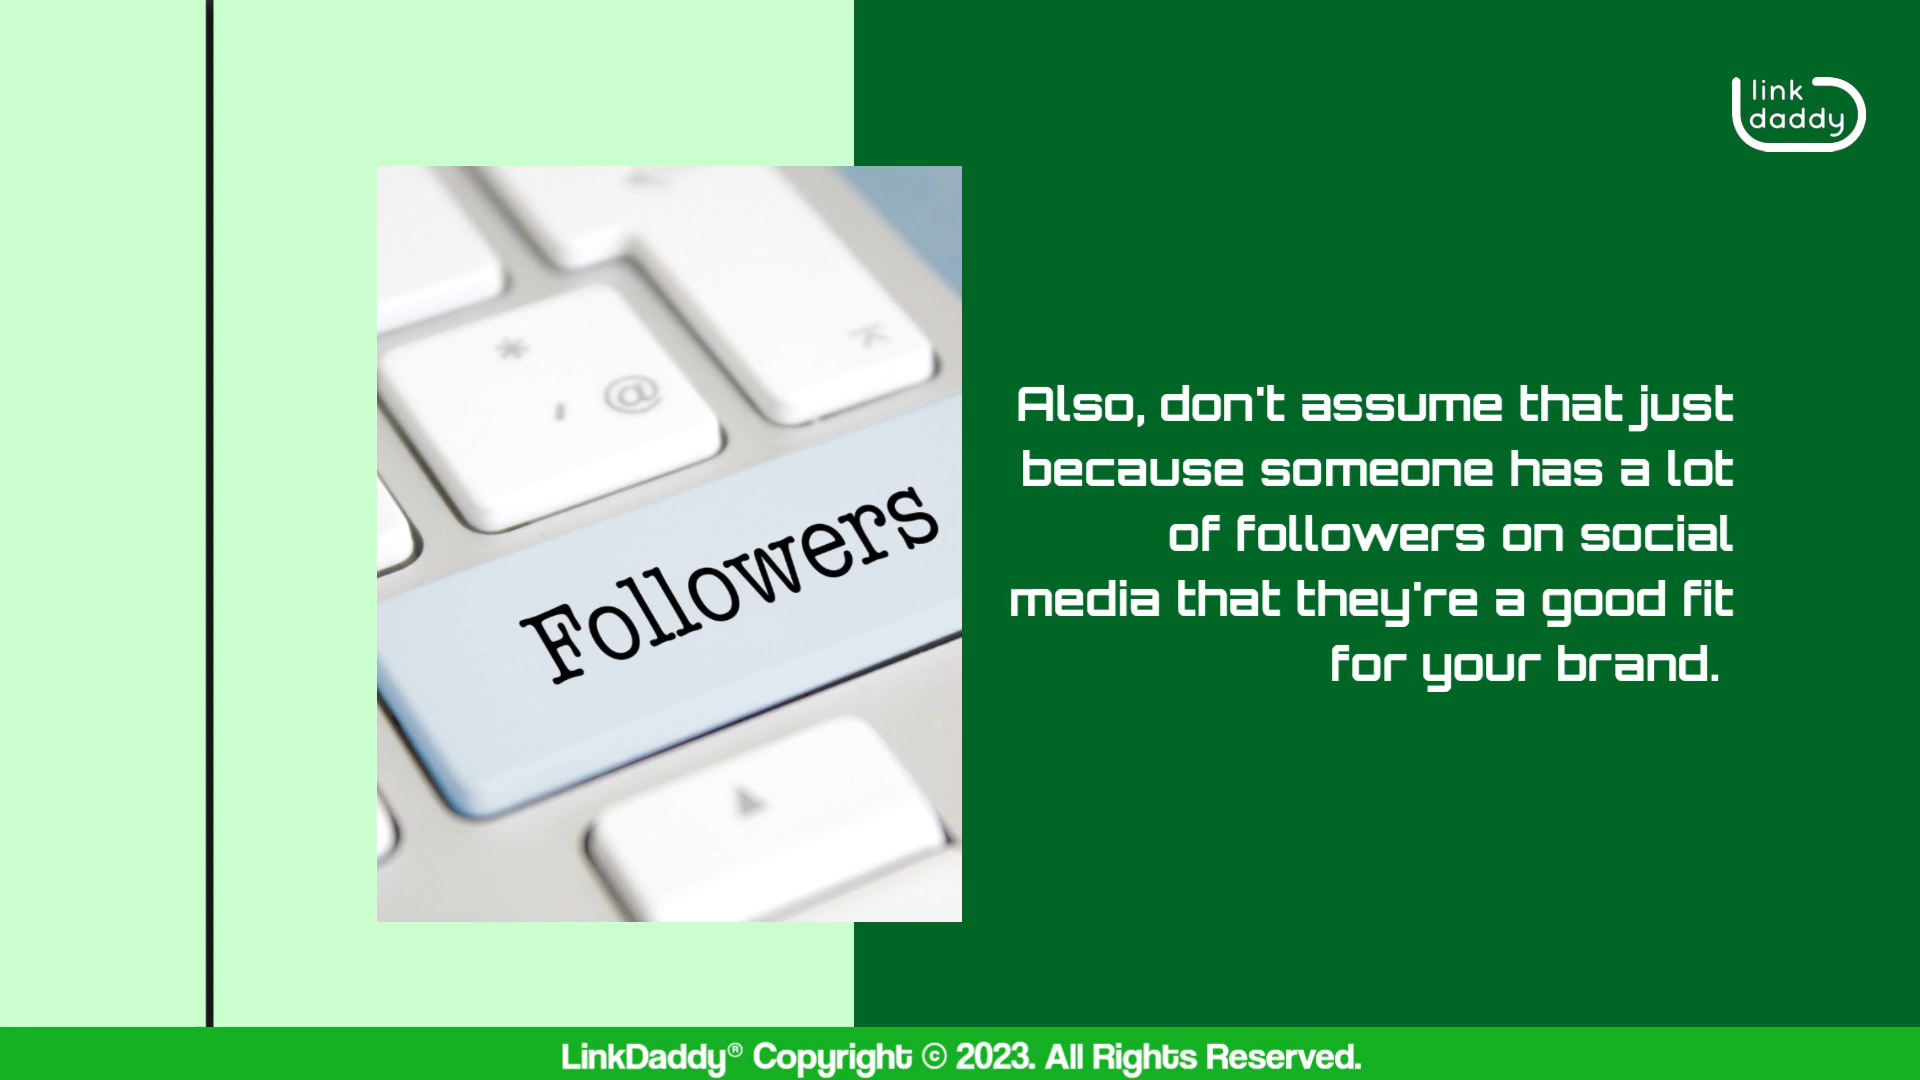 link
daddy
*
, @
Followers
Also, don't assume that just
because someone has a lot
of followers on social
media that they're a good fit
for your brand.
LinkDaddy® Copyright © 2023. All Rights Reserved.